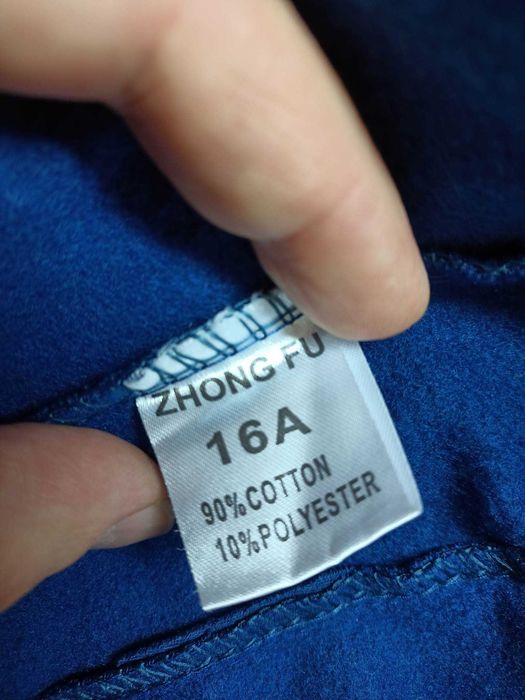 ZHONG FU
16A
90%COTTON
10%POLYESTER